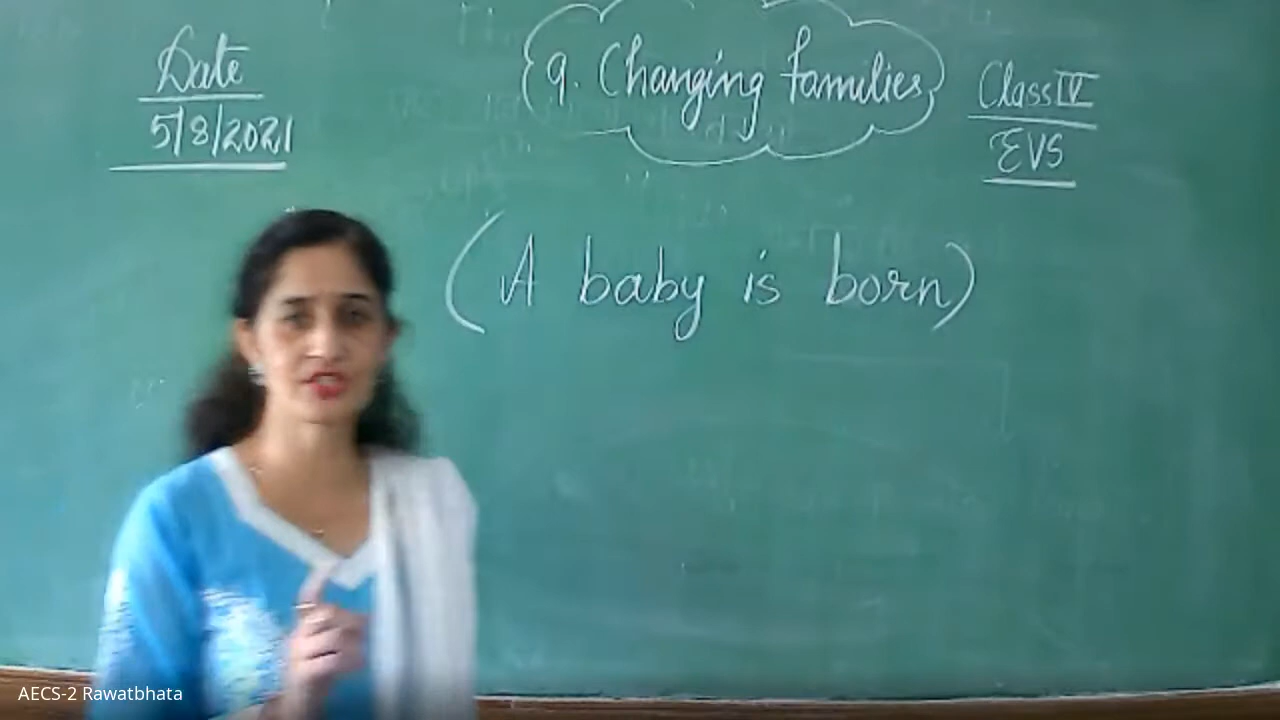 Date
5/8/2021
9. Changing families
Class IV
EVS
(A baby is born)
AECS-2 Rawatbhata